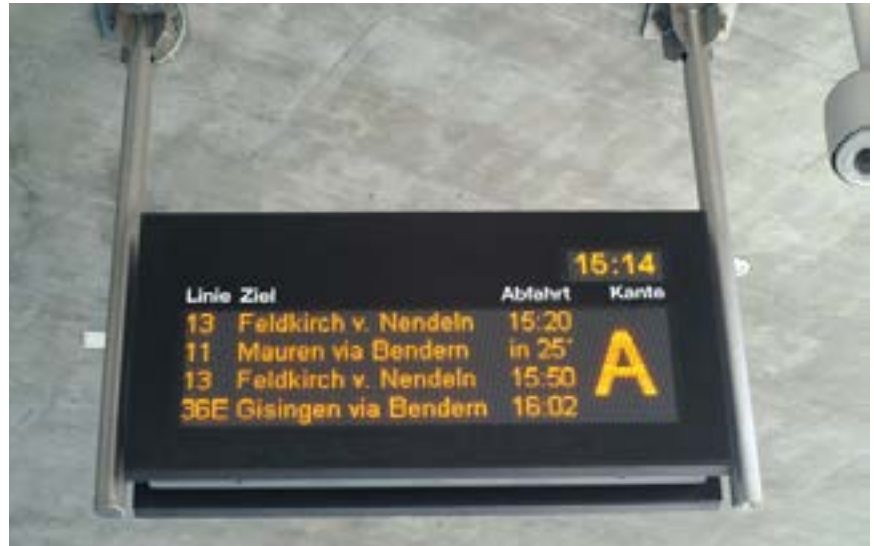 15:14
Linie Ziel Abfahrt Kante
13 Feldkirch v. Nendeln 15:20
11 Mauren via Bendern in 25'
13 Feldkirch v. Nendeln 15:50
36E Gisingen via Bendern 16:02
A